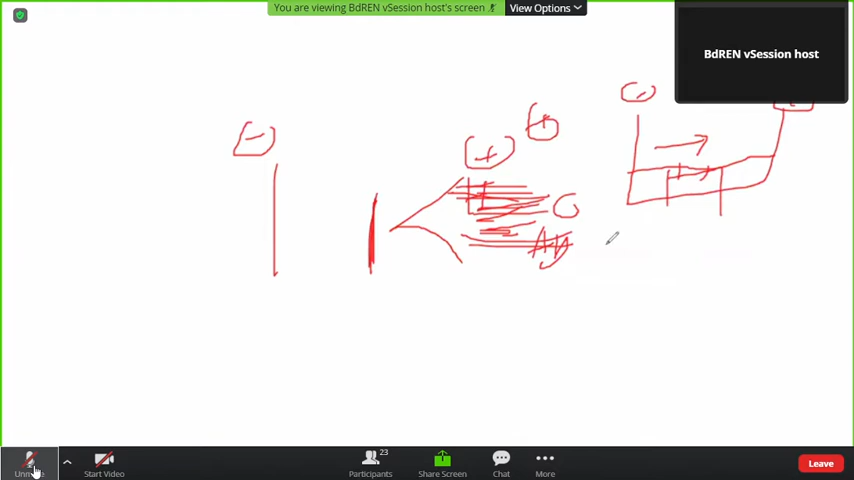 You are viewing BdREN vSession host's screen
View Options
BdREN vSession host
-
+
+
-
Start Video
Participants
23
Share Screen
Chat
More
Leave